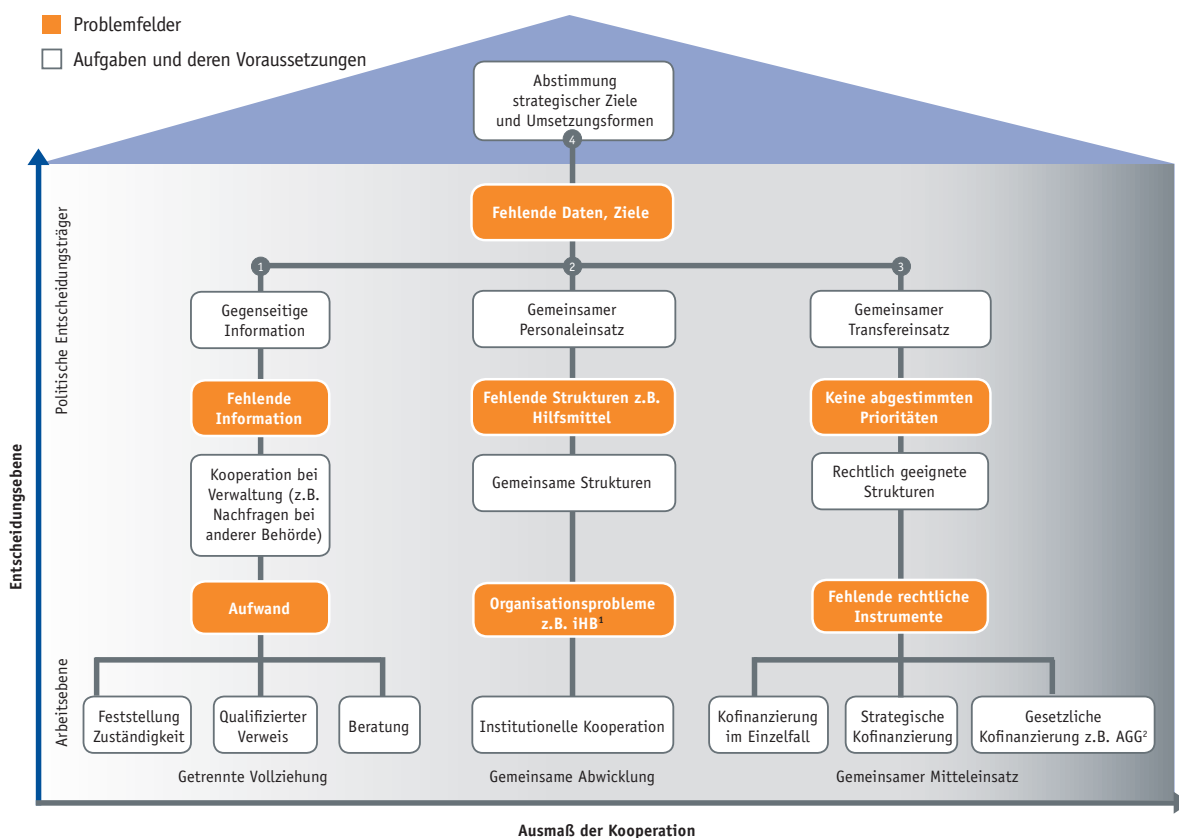 Problemfelder
Aufgaben und deren Voraussetzungen
Abstimmung
strategischer Ziele
und Umsetzungsformen
4
Fehlende Daten, Ziele
1
2
3
Gegenseitige
Information
Gemeinsamer
Personaleinsatz
Gemeinsamer
Transfereinsatz
Fehlende
Information
Fehlende Strukturen z.B.
Hilfsmittel
Keine abgestimmten
Prioritäten
Kooperation bei
Verwaltung (z.B.
Nachfragen bei
anderer Behörde)
Gemeinsame Strukturen
Rechtlich geeignete
Strukturen
Aufwand
Organisationsprobleme
z.B. iHB¹
Fehlende rechtliche
Instrumente
Feststellung
Zuständigkeit
Qualifizierter
Verweis
Beratung
Institutionelle Kooperation
Kofinanzierung
im Einzelfall
Strategische
Kofinanzierung
Gesetzliche
Kofinanzierung z.B. AGG²
Getrennte Vollziehung
Gemeinsame Abwicklung
Gemeinsamer Mitteleinsatz
Politische Entscheidungsträger
Arbeitsebene
Entscheidungsebene
Ausmaß der Kooperation